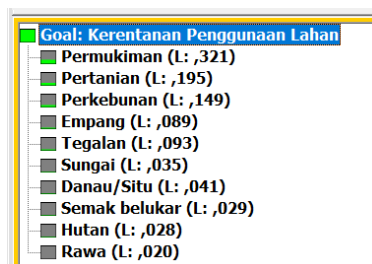 Goal: Kerentanan Penggunaan Lahan
Permukiman (L: ,321)
Pertanian (L: ,195)
Perkebunan (L: ,149)
Empang (L: ,089)
Tegalan (L: ,093)
Sungai (L: ,035)
Danau/Situ (L: ,041)
Semak belukar (L: ,029)
Hutan (L: ,028)
Rawa (L: ,020)